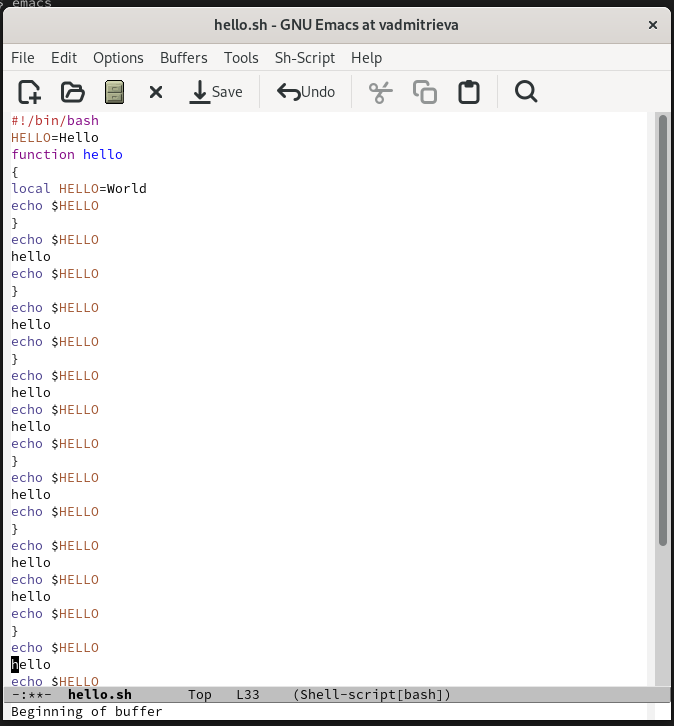 emacs
hello.sh - GNU Emacs at vadmitrieva
File Edit Options Buffers Tools Sh-Script Help
Save Undo
#!/bin/bash
HELLO=Hello
function hello
{
local HELLO=World
echo $HELLO
}
echo $HELLO
hello
echo $HELLO
}
echo $HELLO
hello
echo $HELLO
}
echo $HELLO
hello
echo $HELLO
hello
echo $HELLO
}
echo $HELLO
hello
echo $HELLO
}
echo $HELLO
hello
echo $HELLO
hello
echo $HELLO
}
echo $HELLO
hello
echo $HELLO
-:**- hello.sh Top L33 (Shell-script[bash])
Beginning of buffer